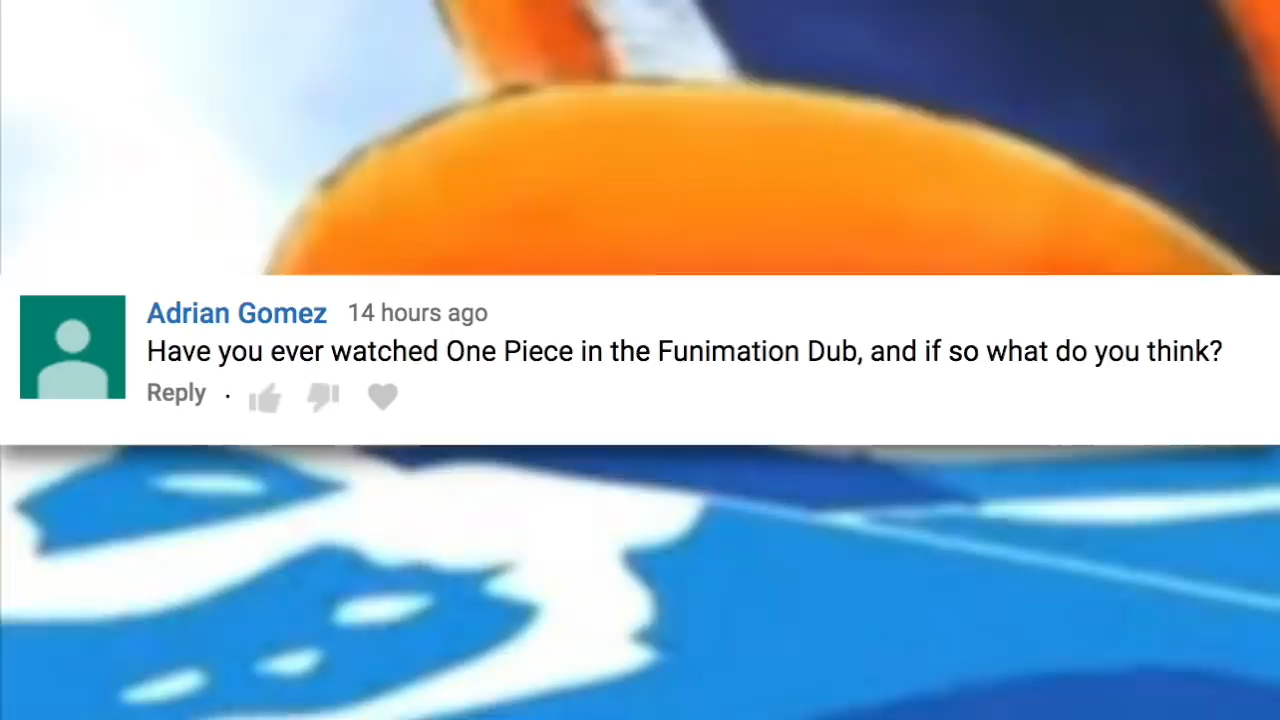 Adrian Gomez 14 hours ago
Have you ever watched One Piece in the Funimation Dub, and if so what do you think?
Reply ·